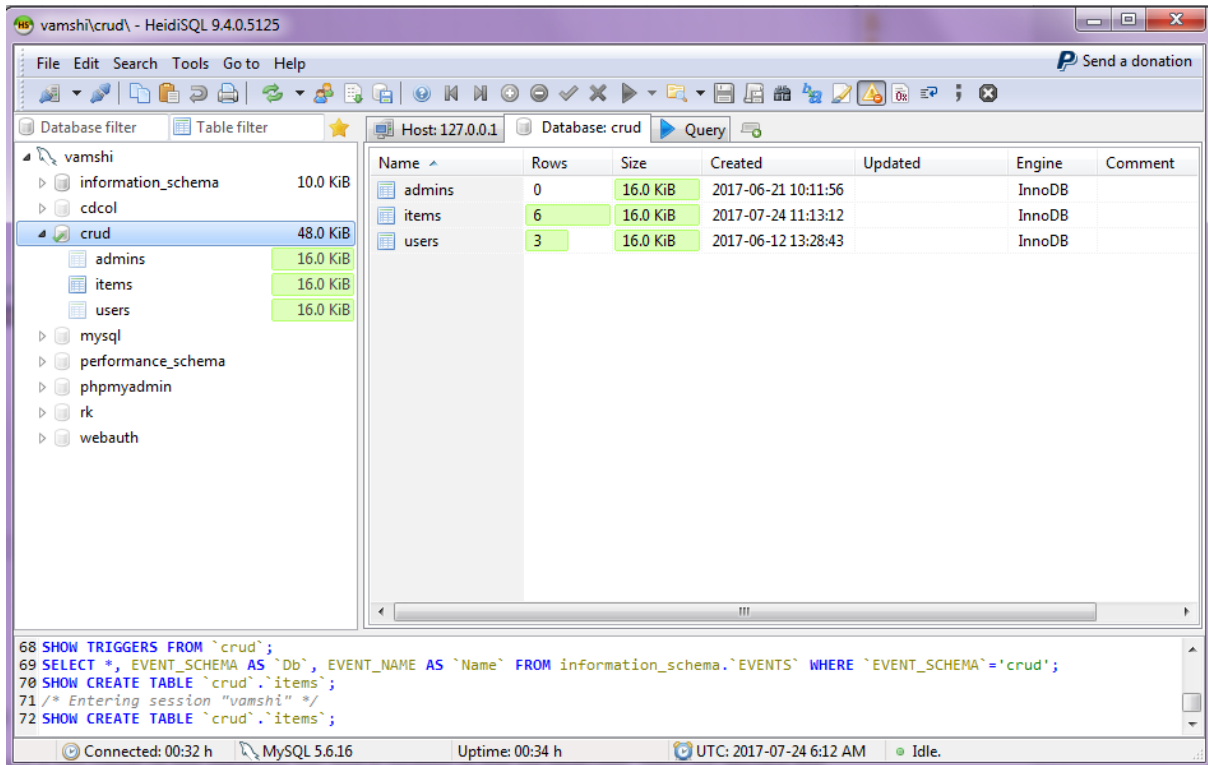 vamshi\crud\ - HeidiSQL 9.4.0.5125
File Edit Search Tools Go to Help
Send a donation
Database filter Table filter
Host: 127.0.0.1 Database: crud Query
vamshi
information_schema 10.0 KiB
cdcol
crud 48.0 KiB
admins 16.0 KiB
items 16.0 KiB
users 16.0 KiB
mysql
performance_schema
phpmyadmin
rk
webauth
Name Rows Size Created Updated Engine Comment
admins 0 16.0 KiB 2017-06-21 10:11:56 InnoDB
items 6 16.0 KiB 2017-07-24 11:13:12 InnoDB
users 3 16.0 KiB 2017-06-12 13:28:43 InnoDB
68 SHOW TRIGGERS FROM `crud`;
69 SELECT *, EVENT_SCHEMA AS `Db`, EVENT_NAME AS `Name` FROM information_schema.`EVENTS` WHERE `EVENT_SCHEMA`='crud';
70 SHOW CREATE TABLE `crud`.`items`;
71 /* Entering session "vamshi" */
72 SHOW CREATE TABLE `crud`.`items`;
Connected: 00:32 h MySQL 5.6.16 Uptime: 00:34 h UTC: 2017-07-24 6:12 AM Idle.